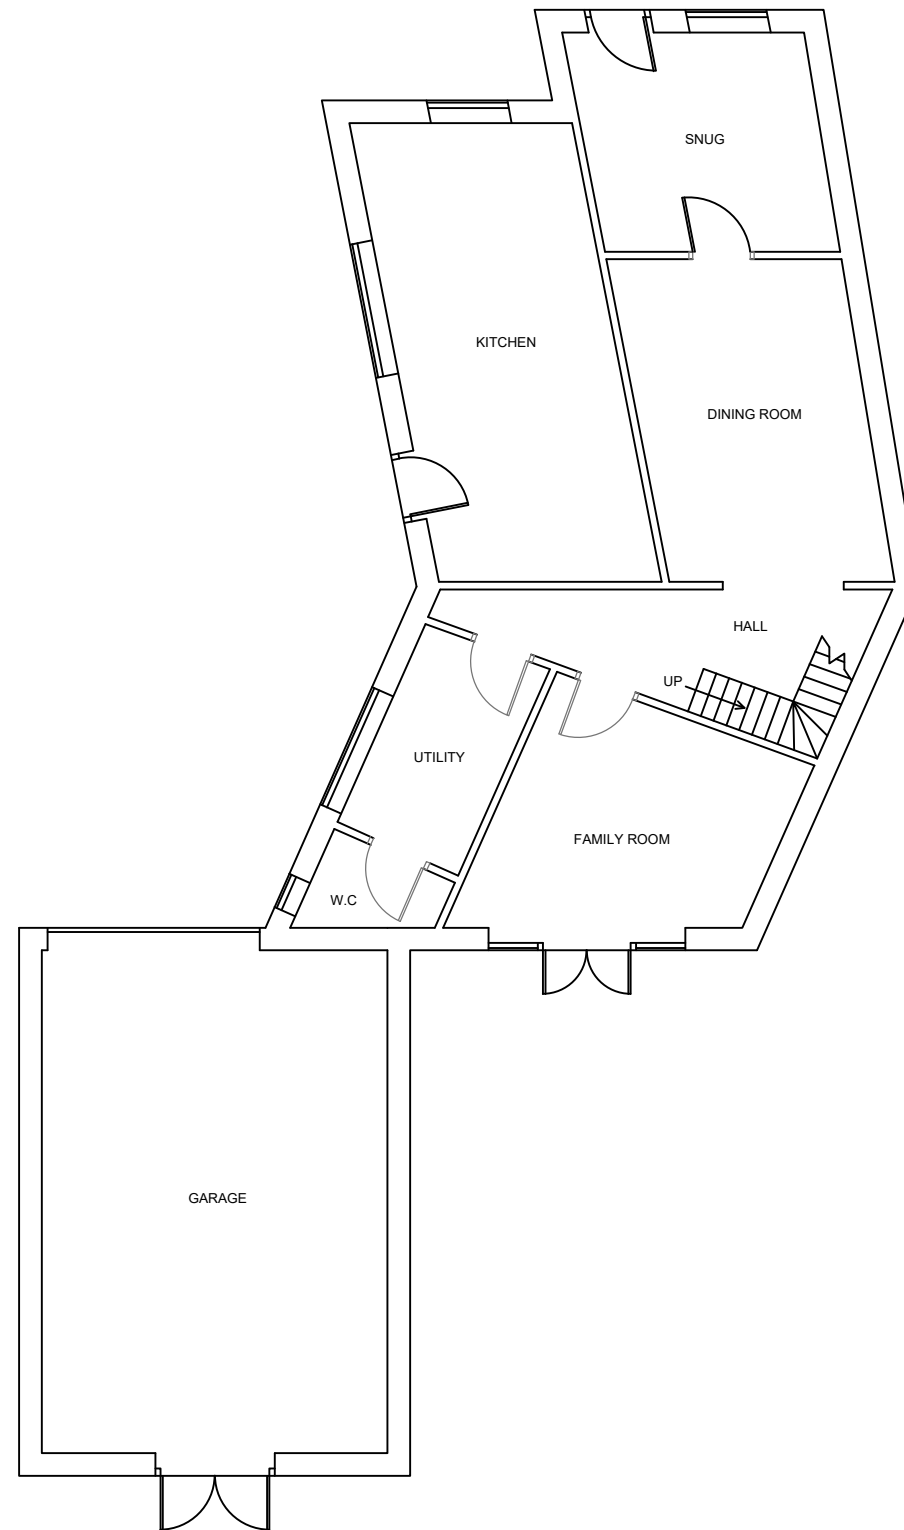 SNUG
KITCHEN
DINING ROOM
HALL
UP
UTILITY
FAMILY ROOM
W.C
GARAGE